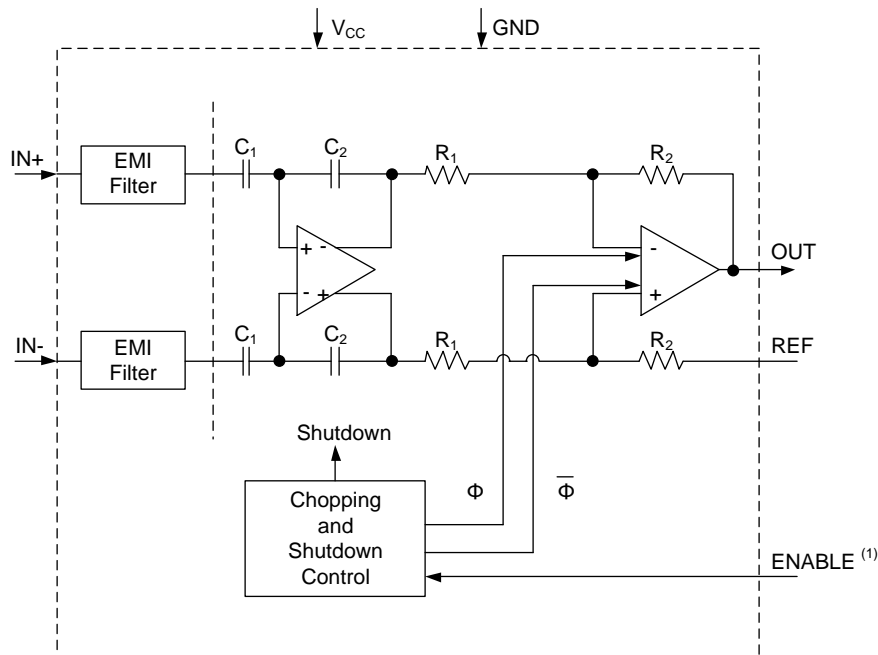 V_CC
GND
IN+
EMI
Filter
C₁
C₂
R₁
R₂
+ -
- +
-
+
OUT
IN-
EMI
Filter
C₁
C₂
R₁
R₂
REF
Shutdown
Φ
Φ̅
Chopping
and
Shutdown
Control
ENABLE ⁽¹⁾